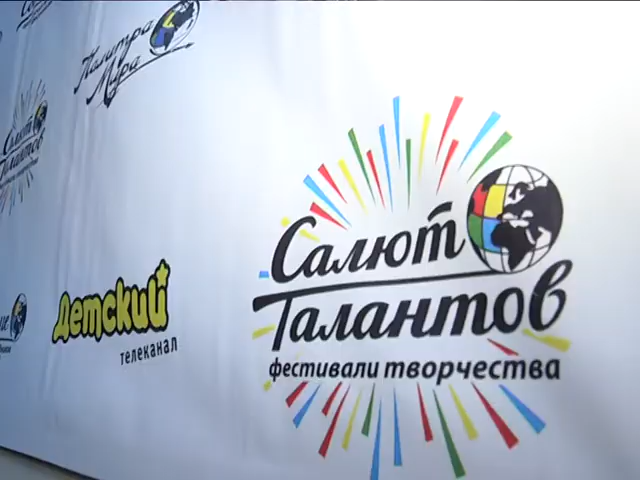 Палитра
Мира
Салют
Талантов
Детский
телеканал
Салют
Талантов
фестивали творчества